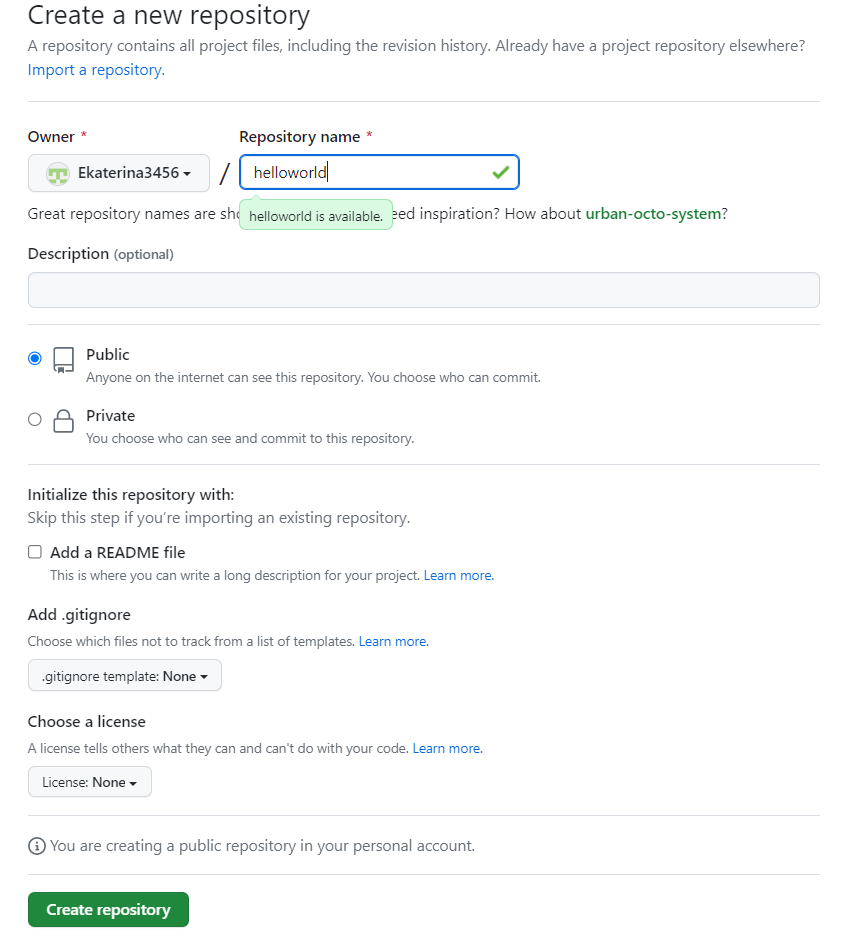 Create a new repository
A repository contains all project files, including the revision history. Already have a project repository elsewhere?
Import a repository.
Owner *
Repository name *
Ekaterina3456
/
helloworld
Great repository names are sho
helloworld is available.
eed inspiration? How about urban-octo-system?
Description (optional)
Public
Anyone on the internet can see this repository. You choose who can commit.
Private
You choose who can see and commit to this repository.
Initialize this repository with:
Skip this step if you’re importing an existing repository.
Add a README file
This is where you can write a long description for your project. Learn more.
Add .gitignore
Choose which files not to track from a list of templates. Learn more.
.gitignore template: None
Choose a license
A license tells others what they can and can't do with your code. Learn more.
License: None
You are creating a public repository in your personal account.
Create repository